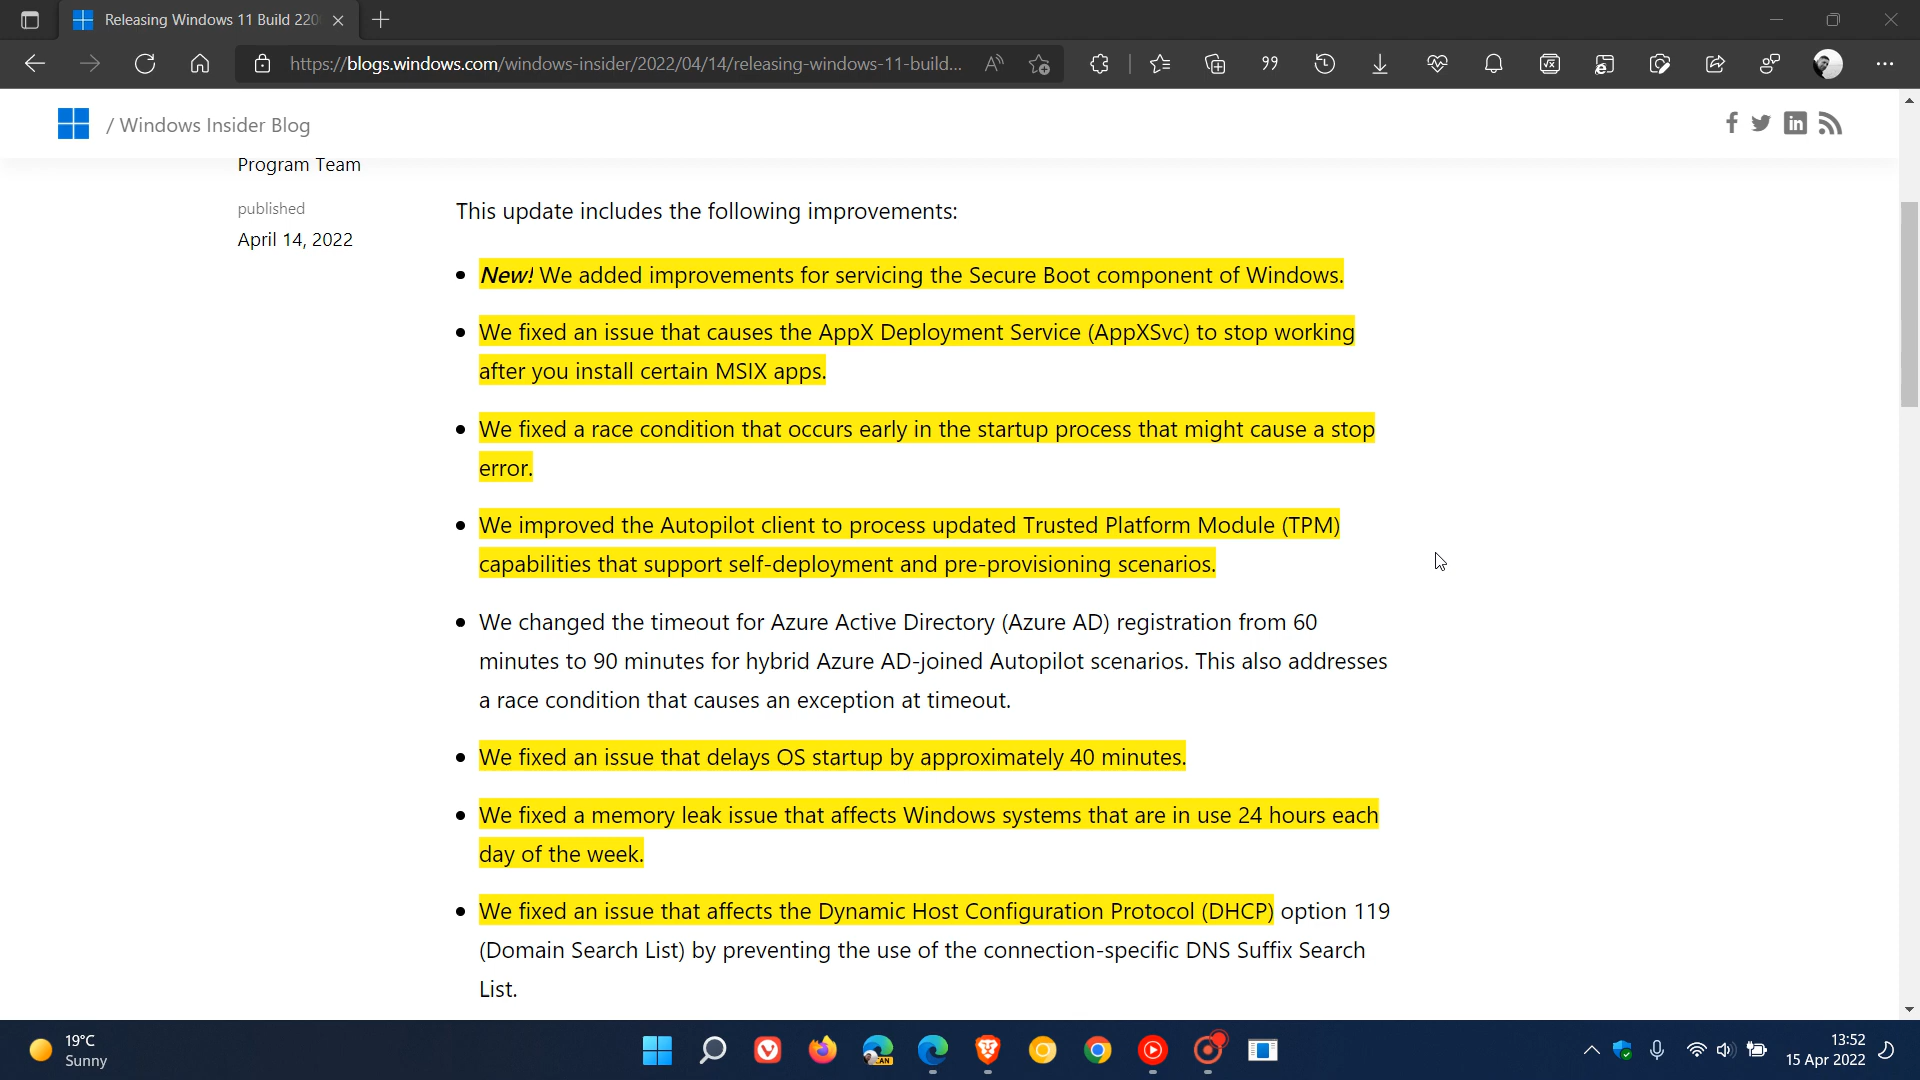 Releasing Windows 11 Build 220
https://blogs.windows.com/windows-insider/2022/04/14/releasing-windows-11-build...
/ Windows Insider Blog
Program Team
published
April 14, 2022
This update includes the following improvements:
New! We added improvements for servicing the Secure Boot component of Windows.
We fixed an issue that causes the AppX Deployment Service (AppXSvc) to stop working
after you install certain MSIX apps.
We fixed a race condition that occurs early in the startup process that might cause a stop
error.
We improved the Autopilot client to process updated Trusted Platform Module (TPM)
capabilities that support self-deployment and pre-provisioning scenarios.
We changed the timeout for Azure Active Directory (Azure AD) registration from 60
minutes to 90 minutes for hybrid Azure AD-joined Autopilot scenarios. This also addresses
a race condition that causes an exception at timeout.
We fixed an issue that delays OS startup by approximately 40 minutes.
We fixed a memory leak issue that affects Windows systems that are in use 24 hours each
day of the week.
We fixed an issue that affects the Dynamic Host Configuration Protocol (DHCP) option 119
(Domain Search List) by preventing the use of the connection-specific DNS Suffix Search
List.
19°C
Sunny
CAN
13:52
15 Apr 2022